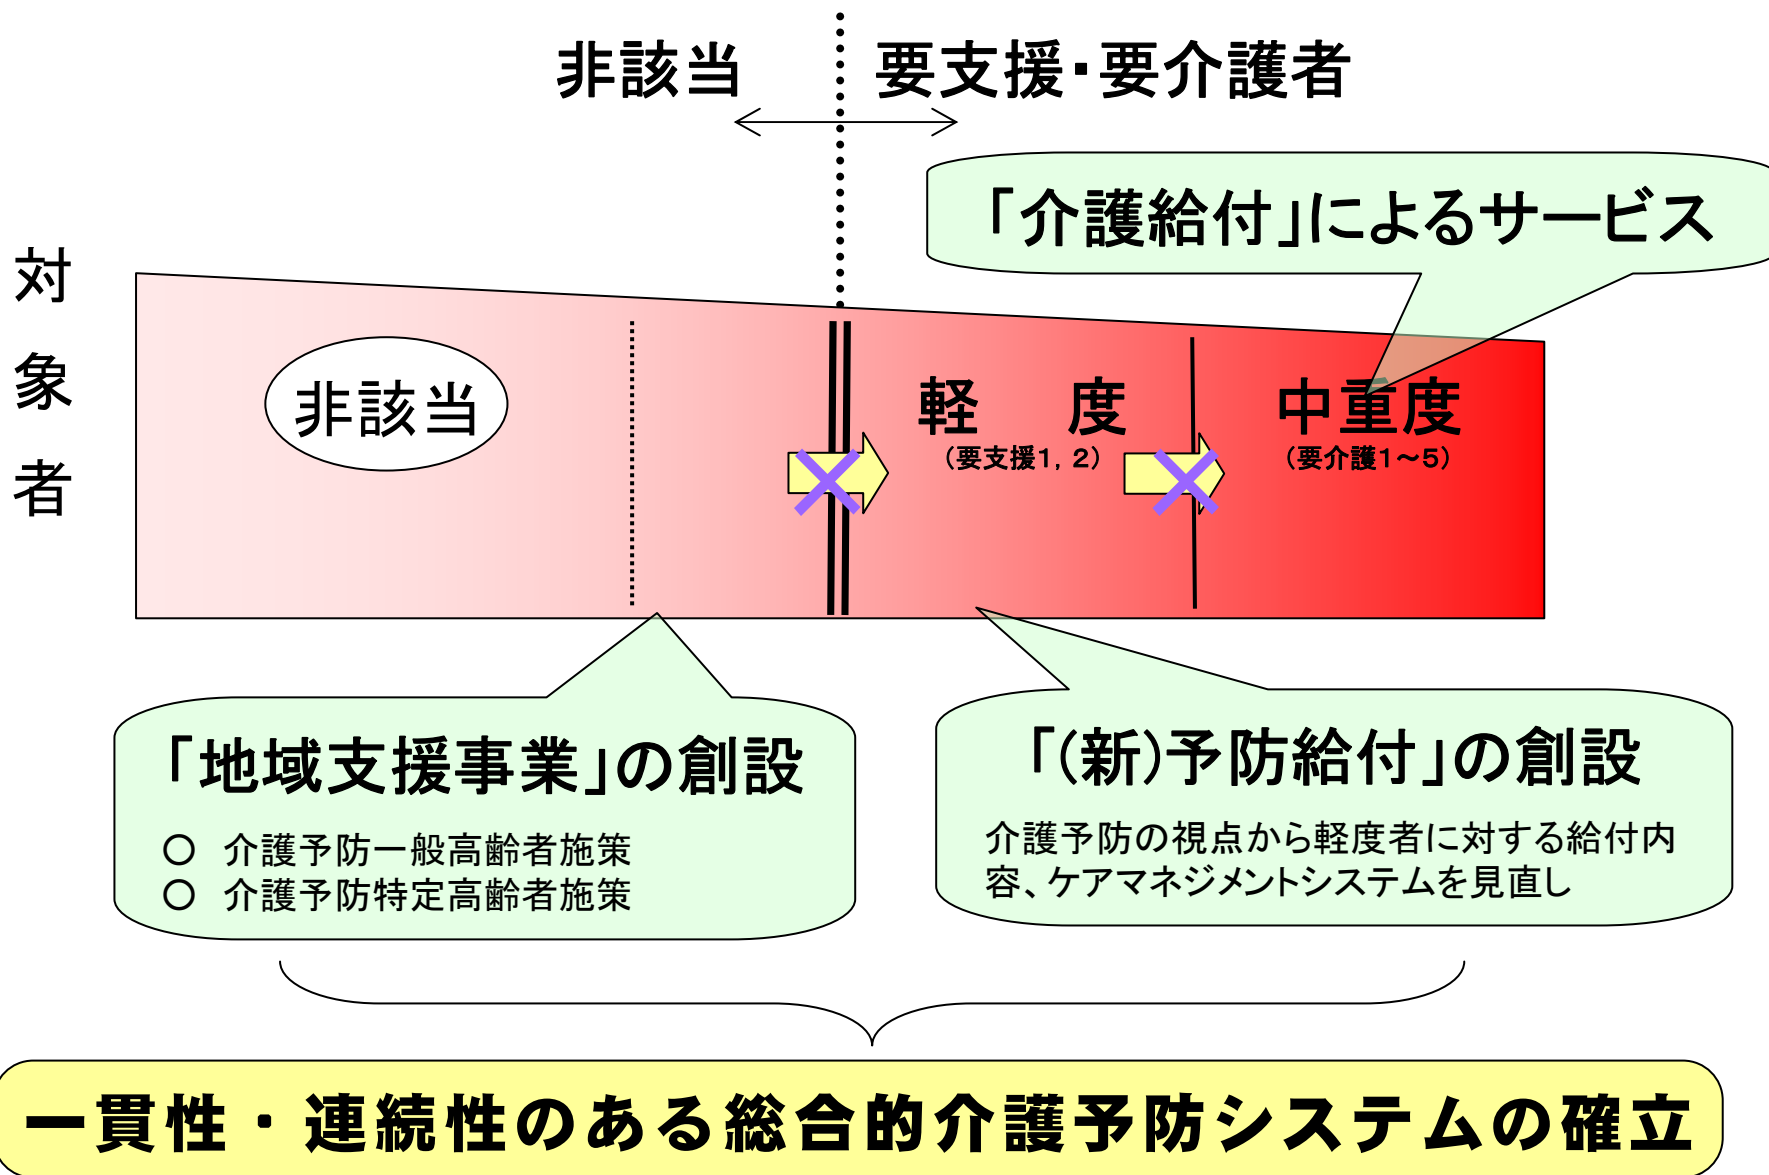 非該当
要支援・要介護者
「介護給付」によるサービス
対象者
非該当
軽　度
（要支援１，２）
中重度
（要介護１～５）
「地域支援事業」の創設
○　介護予防一般高齢者施策
○　介護予防特定高齢者施策
「(新)予防給付」の創設
介護予防の視点から軽度者に対する給付内
容、ケアマネジメントシステムを見直し
一貫性・連続性のある総合的介護予防システムの確立